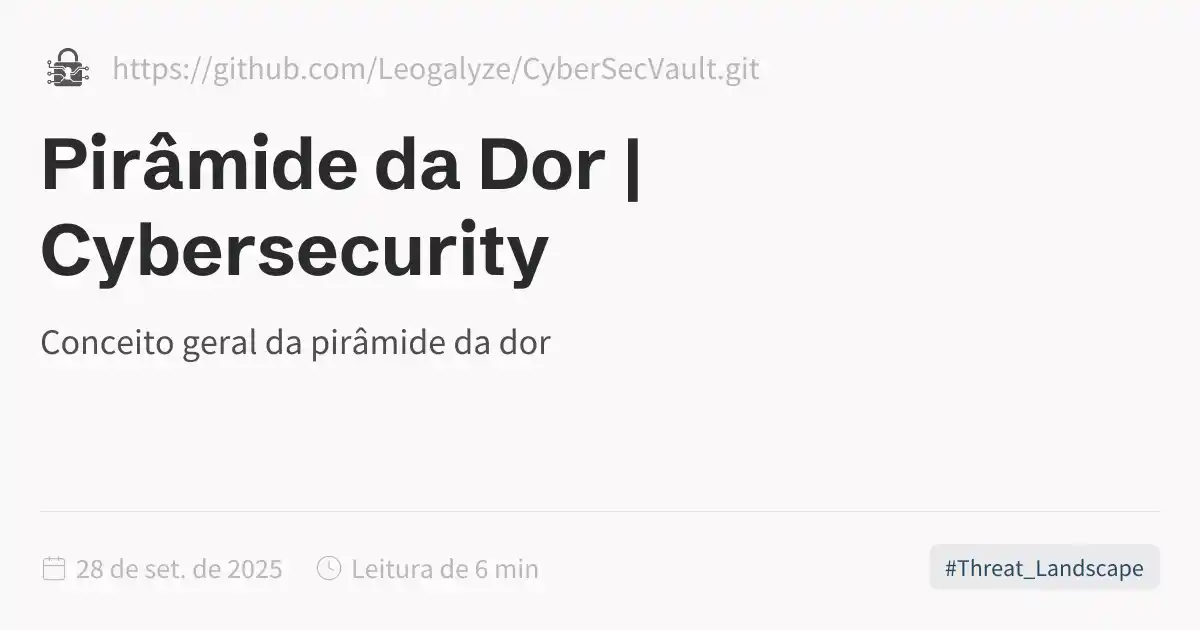 https://github.com/Leogalyze/CyberSecVault.git
Pirâmide da Dor |
Cybersecurity
Conceito geral da pirâmide da dor
28 de set. de 2025
Leitura de 6 min
#Threat_Landscape